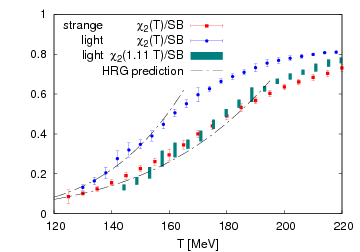 strange χ₂(T)/SB
light χ₂(T)/SB
light χ₂(1.11 T)/SB
HRG prediction
1
0.8
0.6
0.4
0.2
0
120 140 160 180 200 220
T [MeV]